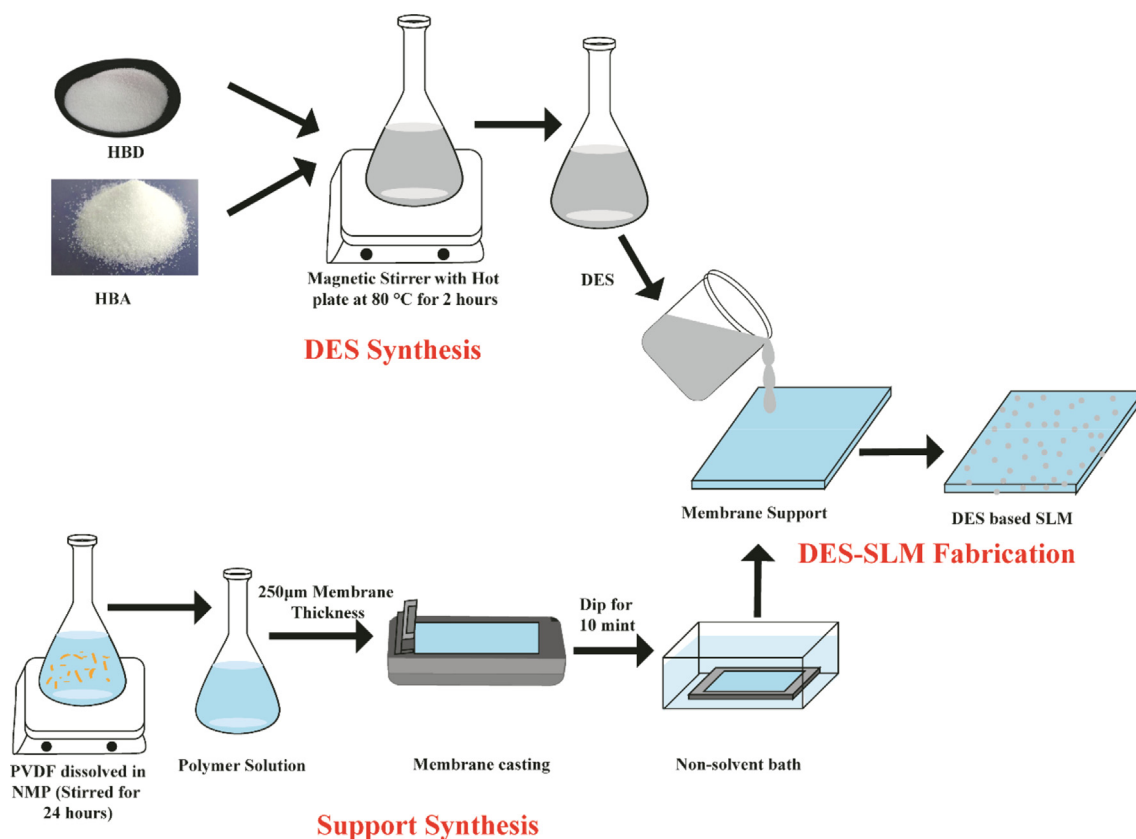 HBD
HBA
Magnetic Stirrer with Hot
plate at 80 °C for 2 hours
DES
DES Synthesis
Membrane Support
DES based SLM
DES-SLM Fabrication
250µm Membrane
Thickness
Dip for
10 mint
PVDF dissolved in
NMP (Stirred for
24 hours)
Polymer Solution
Membrane casting
Non-solvent bath
Support Synthesis